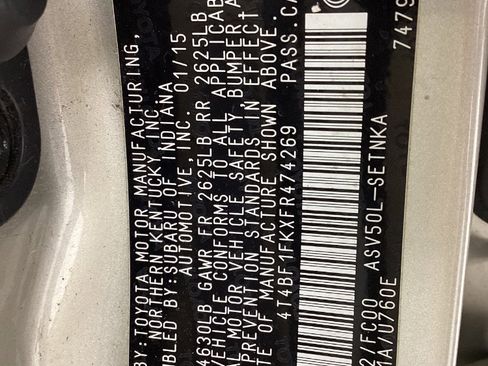 BY:TOYOTA MOTOR MANUFACTURING,
NORTHERN KENTUCKY INC.
MBLED BY:SUBARU OF INDIANA
AUTOMOTIVE, INC. 01/15
4630LB GAWR FR 2625LB RR 2625LB
VEHICLE CONFORMS TO ALL APPLICAB
AL MOTOR VEHICLE SAFETY BUMPER A
PREVENTION STANDARDS IN EFFECT
TE OF MANUFACTURE SHOWN ABOVE.
4T4BF1FKXFR474269 PASS.CA
2/FC00 ASV50L-SETNKA
1A/U760E 7479